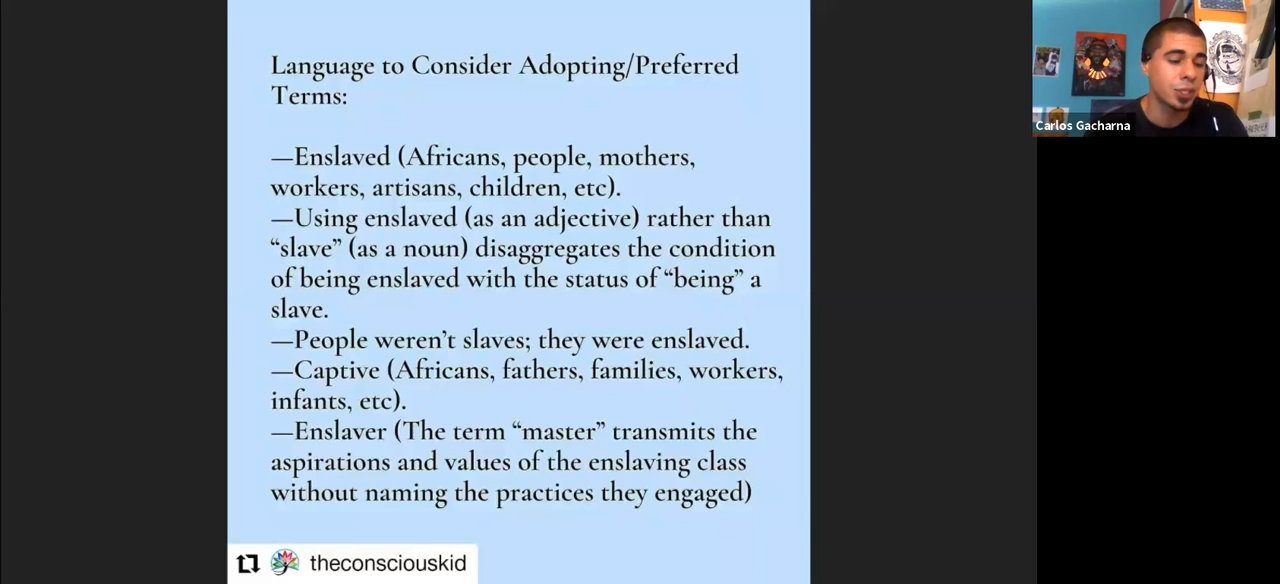 Language to Consider Adopting/Preferred
Terms:
—Enslaved (Africans, people, mothers,
workers, artisans, children, etc).
—Using enslaved (as an adjective) rather than
“slave” (as a noun) disaggregates the condition
of being enslaved with the status of “being” a
slave.
—People weren’t slaves; they were enslaved.
—Captive (Africans, fathers, families, workers,
infants, etc).
—Enslaver (The term “master” transmits the
aspirations and values of the enslaving class
without naming the practices they engaged)
theconsciouskid
Carlos Gacharna